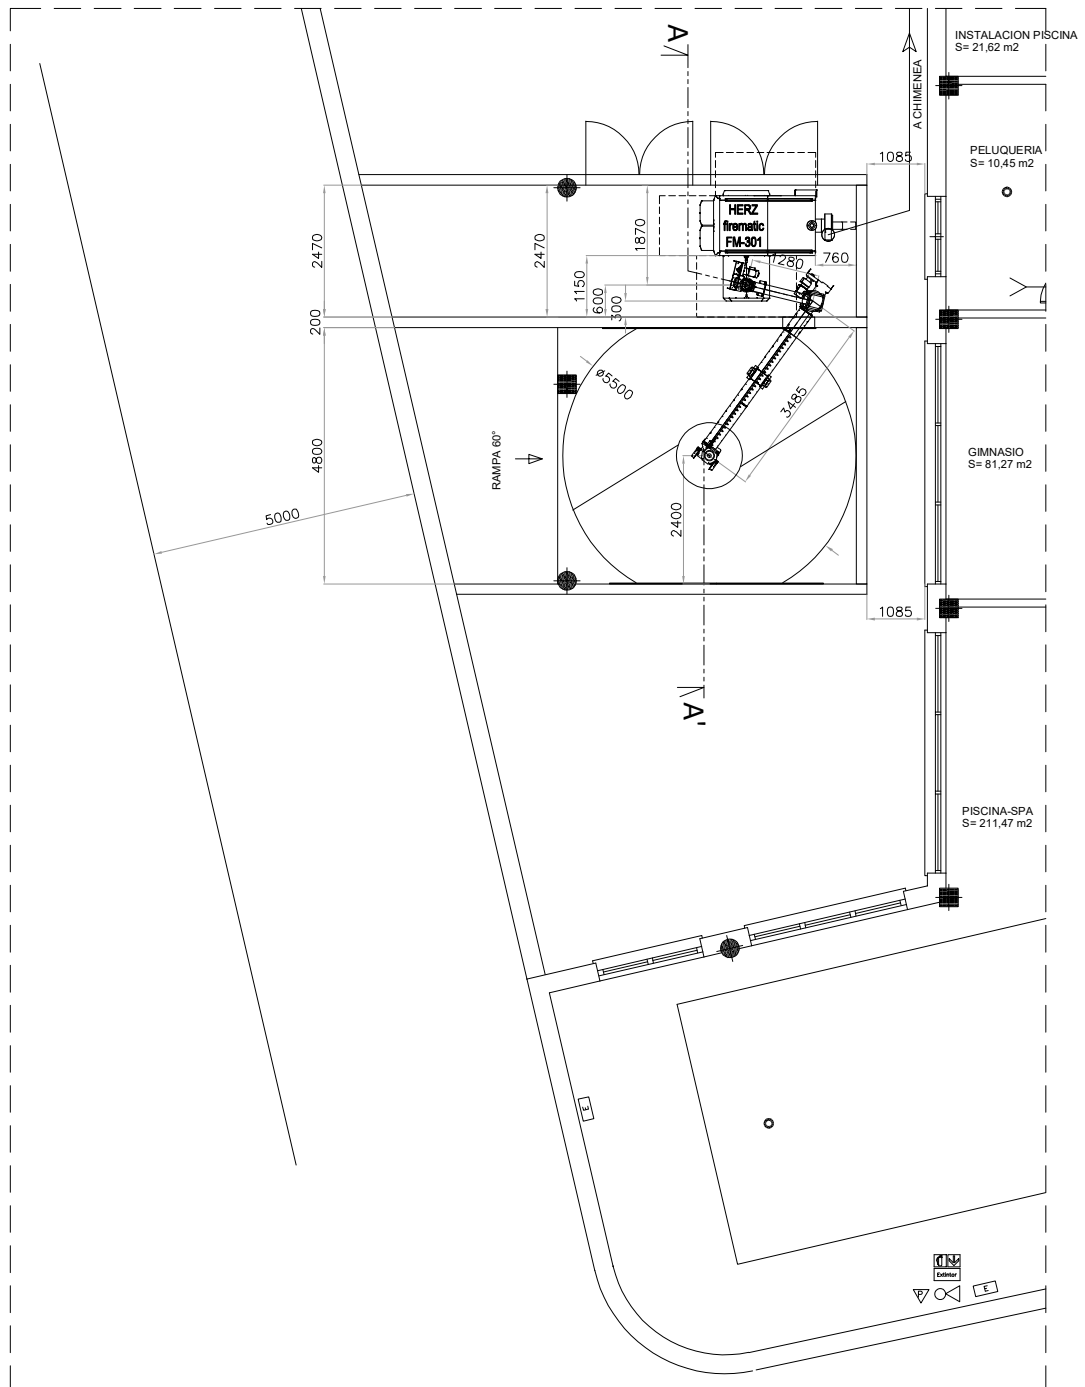 INSTALACION PISCINA
S= 21,62 m2
A
A CHIMENEA
PELUQUERIA
S= 10,45 m2
1085
HERZ
firematic
FM-301
2470
2470
1870
1150
600
300
1280
760
200
ø5500
3485
4800
RAMPA 60°
GIMNASIO
S= 81,27 m2
5000
2400
1085
A'
PISCINA-SPA
S= 211,47 m2
E
Extintor
P
E